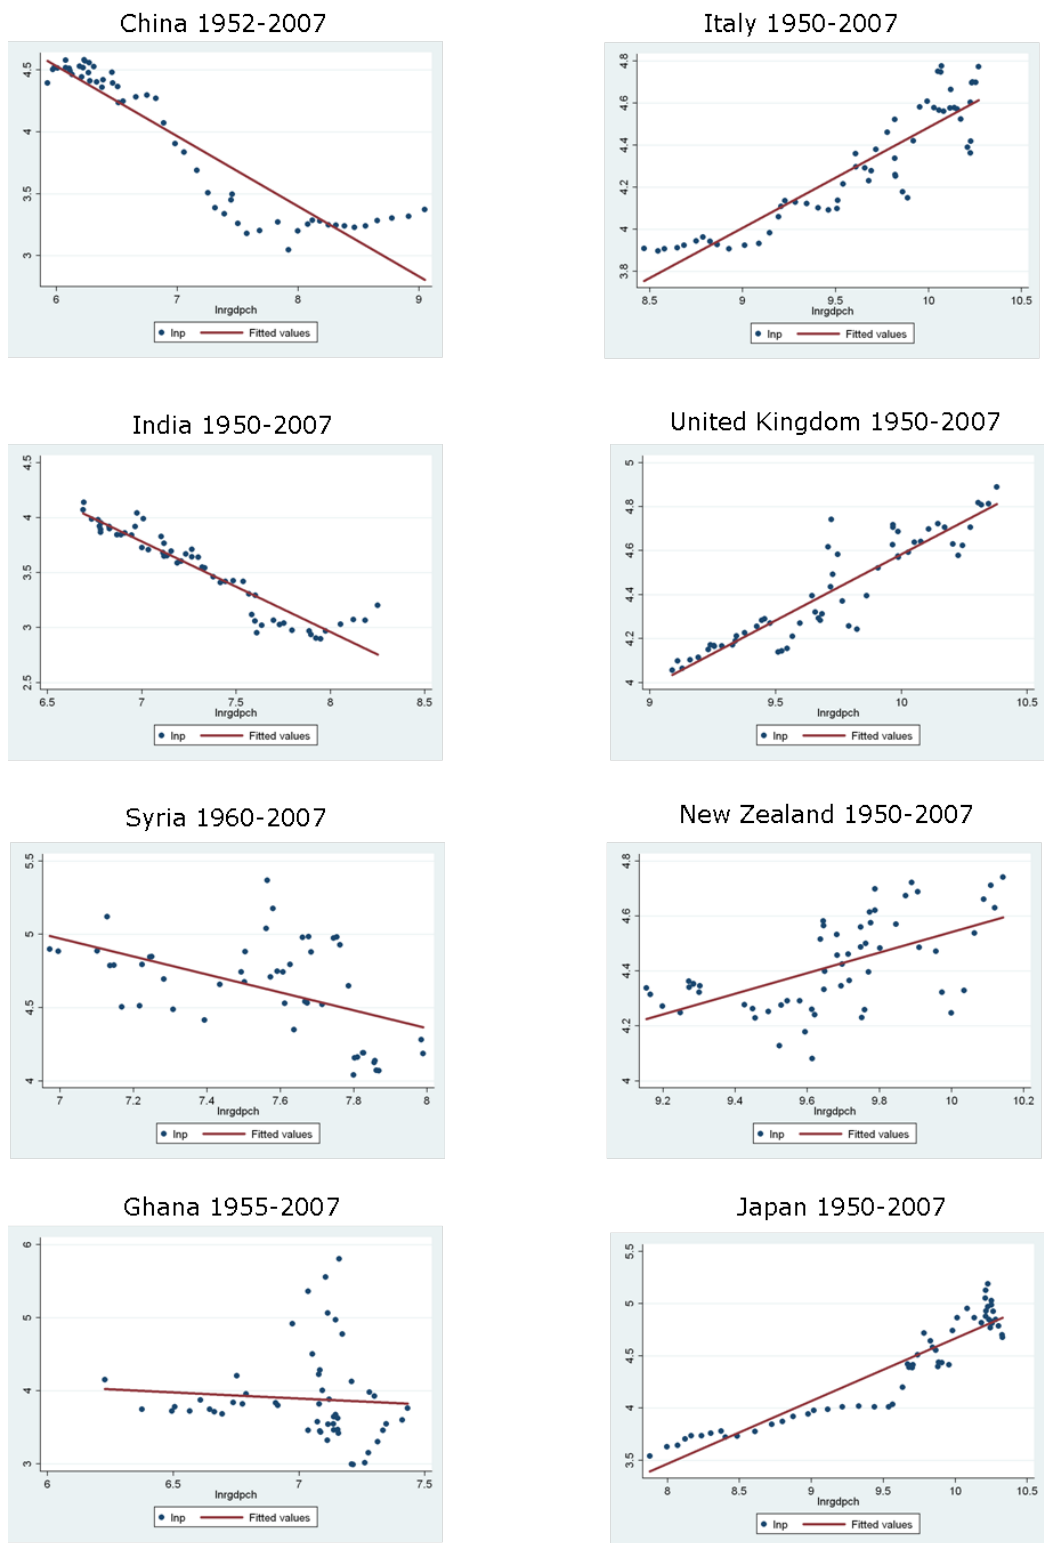 China 1952-2007
4.5
4
3.5
3
6 7 8 9
lnrgdpch
lnp Fitted values
Italy 1950-2007
4.8
4.6
4.4
4.2
4
3.8
8.5 9 9.5 10 10.5
lnrgdpch
lnp Fitted values
India 1950-2007
4.5
4
3.5
3
2.5
6.5 7 7.5 8 8.5
lnrgdpch
lnp Fitted values
United Kingdom 1950-2007
5
4.8
4.6
4.4
4.2
4
9 9.5 10 10.5
lnrgdpch
lnp Fitted values
Syria 1960-2007
5.5
5
4.5
4
7 7.2 7.4 7.6 7.8 8
lnrgdpch
lnp Fitted values
New Zealand 1950-2007
4.8
4.6
4.4
4.2
4
9.2 9.4 9.6 9.8 10 10.2
lnrgdpch
lnp Fitted values
Ghana 1955-2007
6
5
4
3
6 6.5 7 7.5
lnrgdpch
lnp Fitted values
Japan 1950-2007
5.5
5
4.5
4
3.5
8 8.5 9 9.5 10 10.5
lnrgdpch
lnp Fitted values